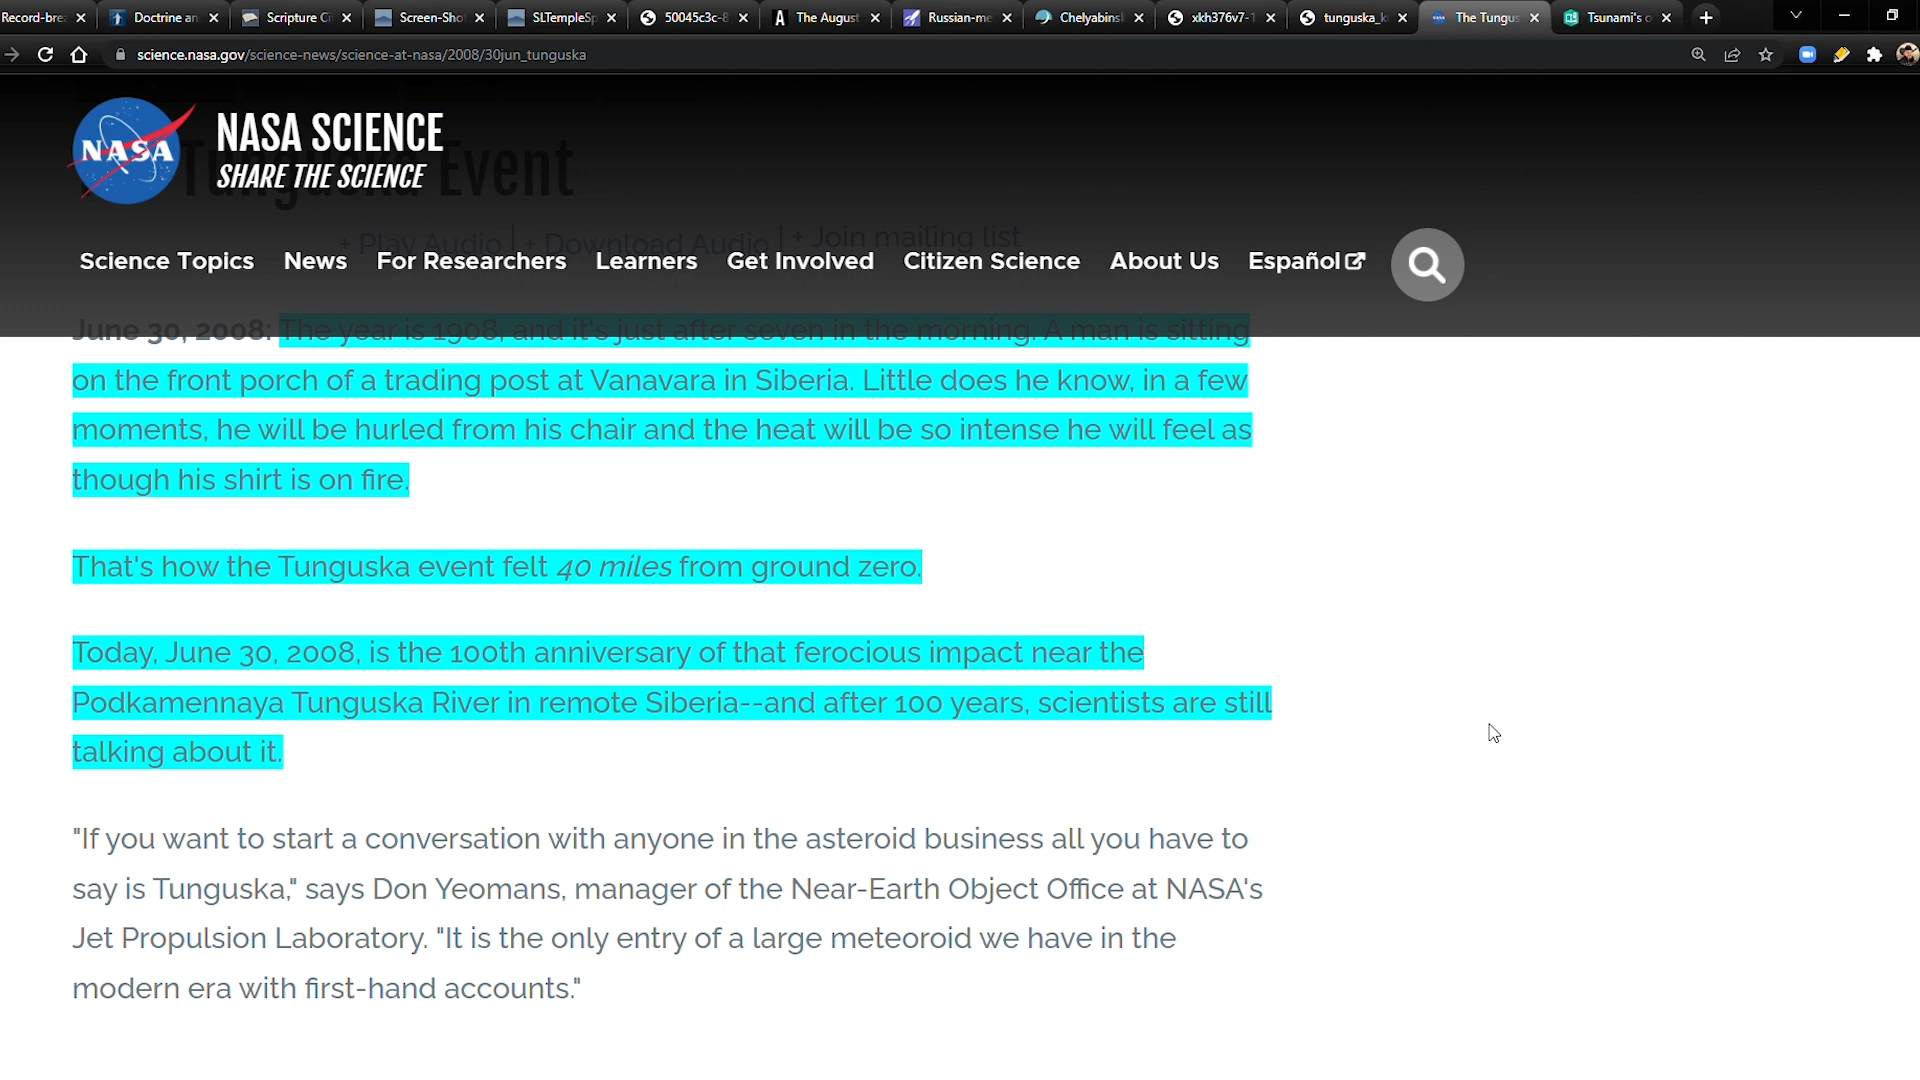 Record-bre
Doctrine an
Scripture Ci
Screen-Sho
SLTempleSp
50045c3c-8
The August
Russian-me
Chelyabins
xkh376v7-1
tunguska_k
The Tungus
Tsunami's o
science.nasa.gov/science-news/science-at-nasa/2008/30jun_tunguska
NASA
NASA SCIENCE
SHARE THE SCIENCE
Tunguska Event
+ Play Audio | + Download Audio | + Join mailing list
Science Topics News For Researchers Learners Get Involved Citizen Science About Us Español
June 30, 2008: The year is 1908, and it's just after seven in the morning. A man is sitting
on the front porch of a trading post at Vanavara in Siberia. Little does he know, in a few
moments, he will be hurled from his chair and the heat will be so intense he will feel as
though his shirt is on fire.
That's how the Tunguska event felt 40 miles from ground zero.
Today, June 30, 2008, is the 100th anniversary of that ferocious impact near the
Podkamennaya Tunguska River in remote Siberia--and after 100 years, scientists are still
talking about it.
"If you want to start a conversation with anyone in the asteroid business all you have to
say is Tunguska," says Don Yeomans, manager of the Near-Earth Object Office at NASA's
Jet Propulsion Laboratory. "It is the only entry of a large meteoroid we have in the
modern era with first-hand accounts."